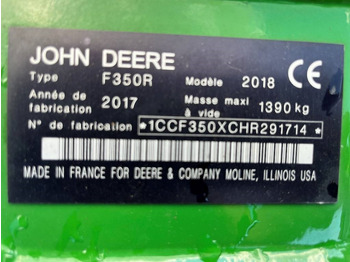 JOHN DEERE CE
Type F350R Modèle 2018
Année de fabrication 2017 Masse maxi à vide 1390 kg
N° de fabrication *1CCF350XCHR291714*
MADE IN FRANCE FOR DEERE & COMPANY MOLINE, ILLINOIS USA